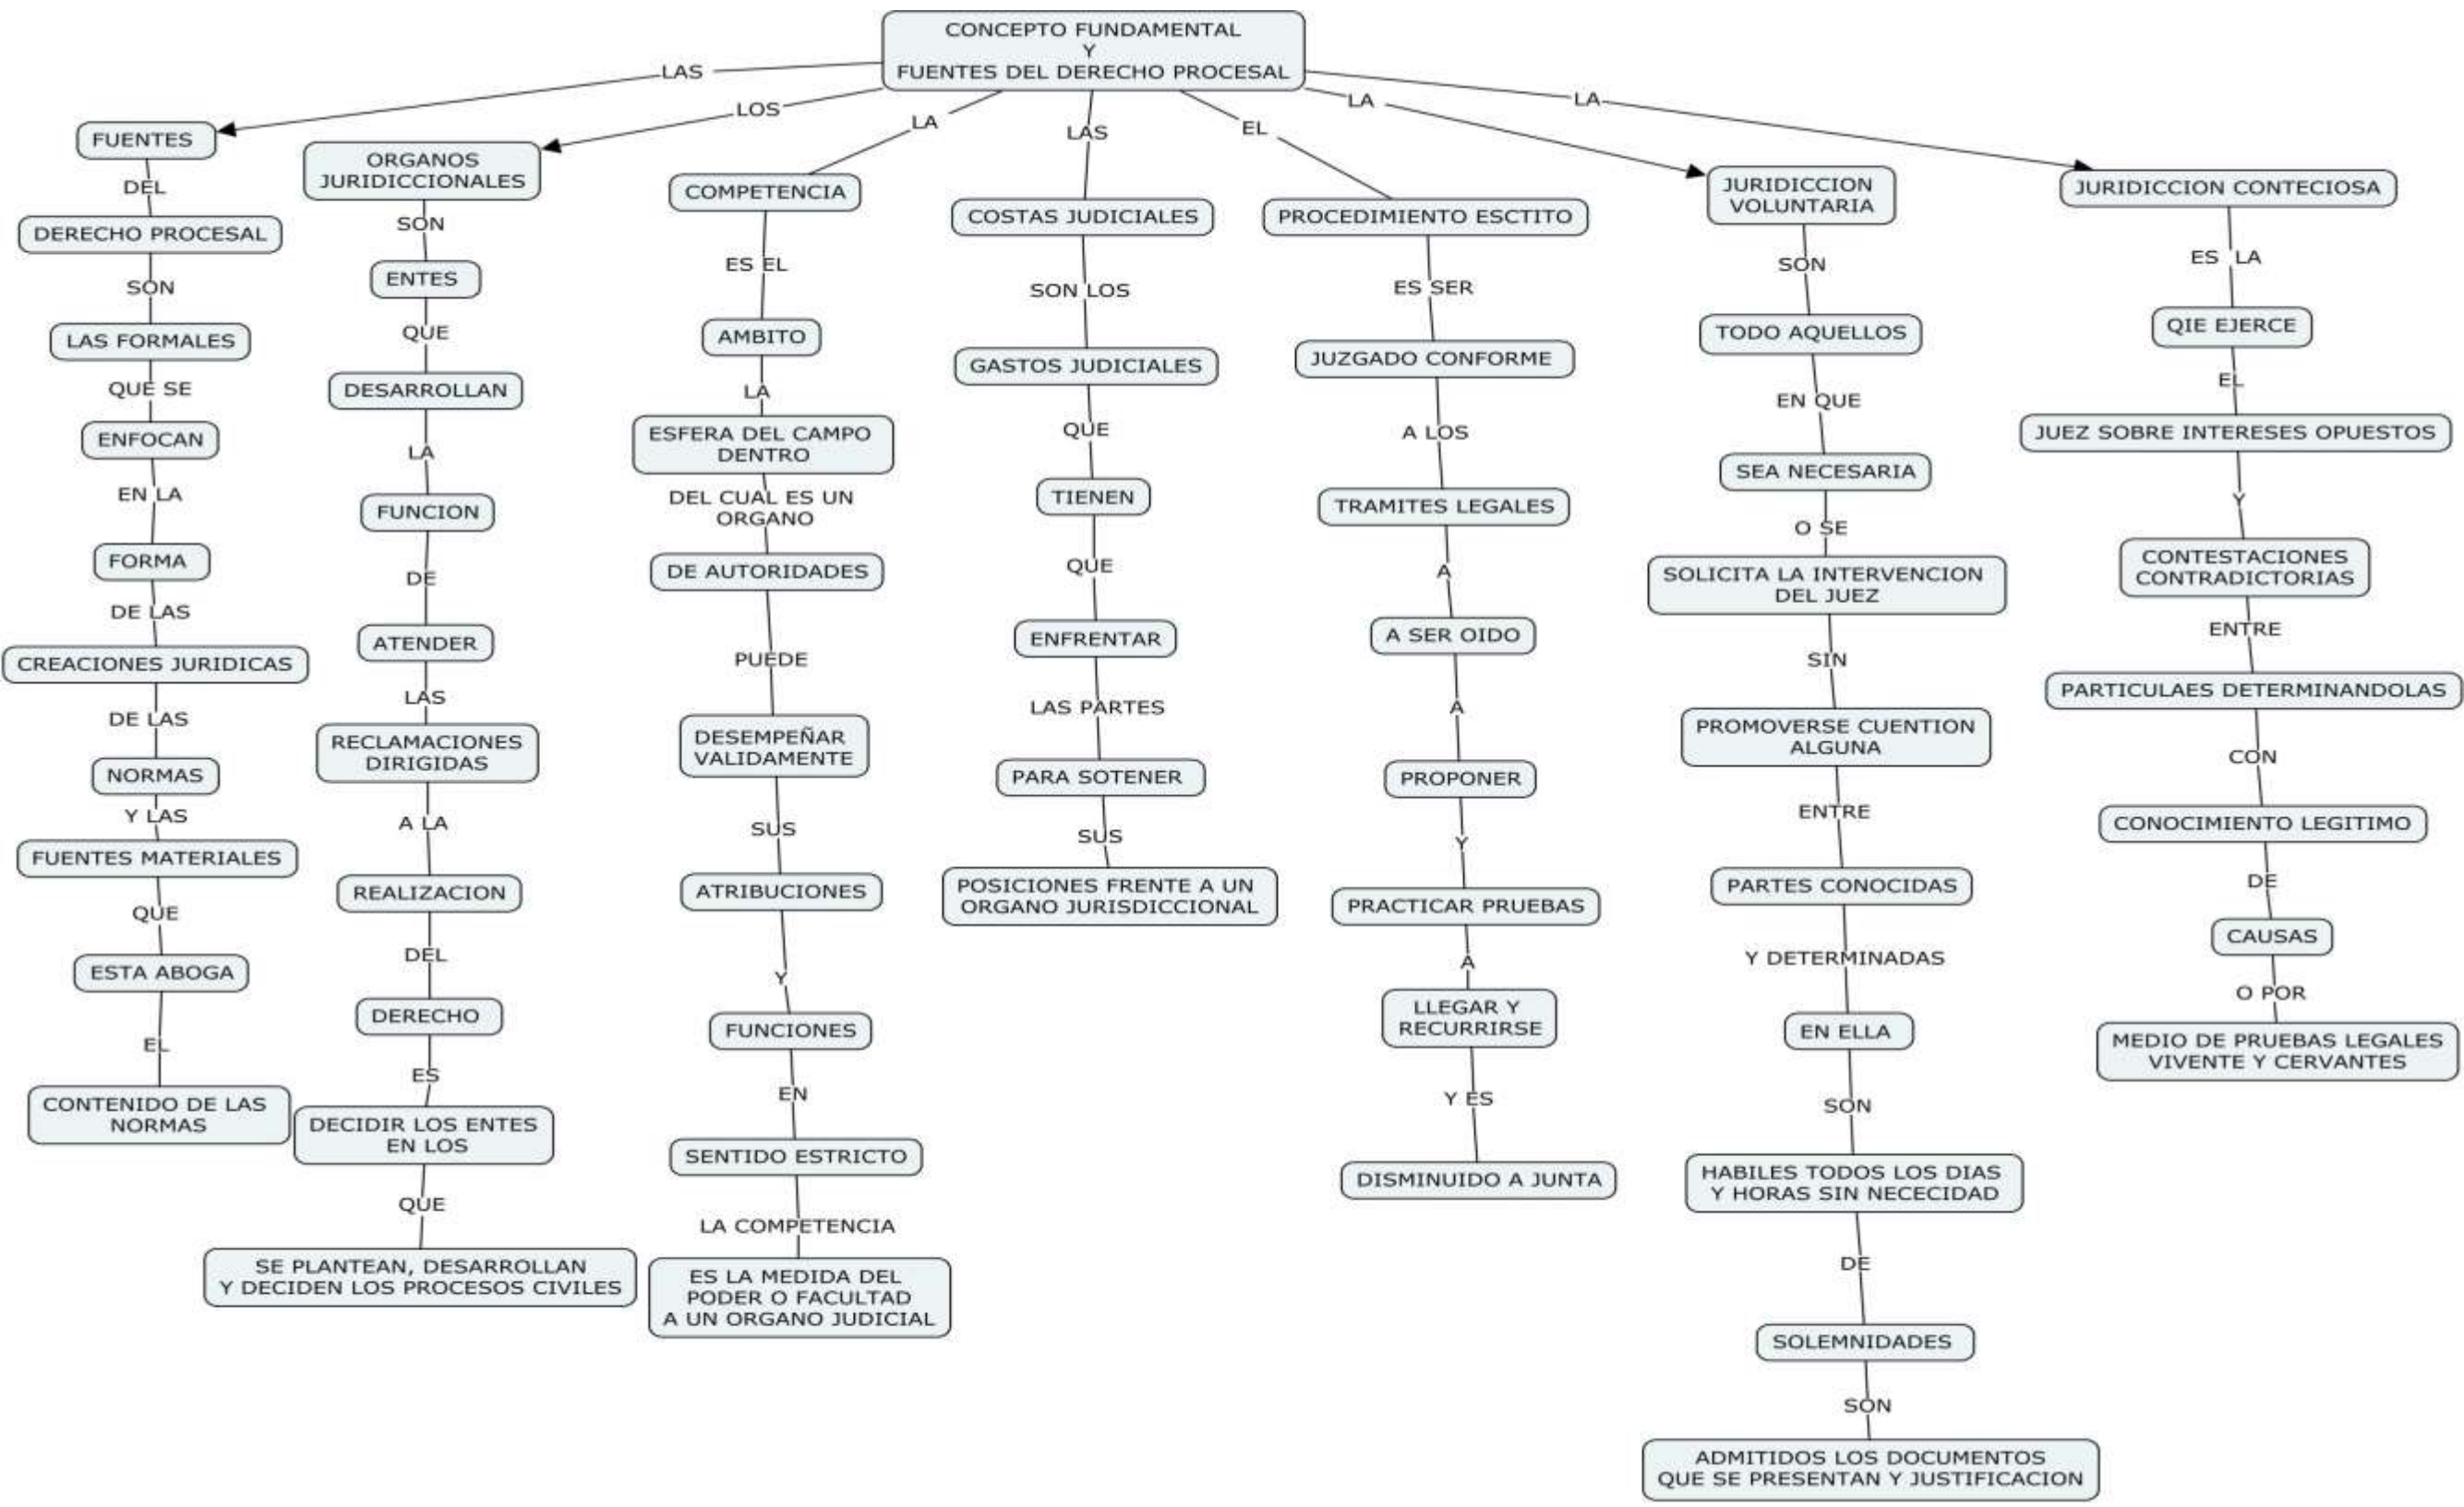 CONCEPTO FUNDAMENTAL
Y
FUENTES DEL DERECHO PROCESAL
LAS
FUENTES
DEL
DERECHO PROCESAL
SON
LAS FORMALES
QUE SE
ENFOCAN
EN LA
FORMA
DE LAS
CREACIONES JURIDICAS
DE LAS
NORMAS
Y LAS
FUENTES MATERIALES
QUE
ESTA ABOGA
EL
CONTENIDO DE LAS
NORMAS
LOS
ORGANOS
JURIDICCIONALES
SON
ENTES
QUE
DESARROLLAN
LA
FUNCION
DE
ATENDER
LAS
RECLAMACIONES
DIRIGIDAS
A LA
REALIZACION
DEL
DERECHO
ES
DECIDIR LOS ENTES
EN LOS
QUE
SE PLANTEAN, DESARROLLAN
Y DECIDEN LOS PROCESOS CIVILES
LA
COMPETENCIA
ES EL
AMBITO
LA
ESFERA DEL CAMPO
DENTRO
DEL CUAL ES UN
ORGANO
DE AUTORIDADES
PUEDE
DESEMPEÑAR
VALIDAMENTE
SUS
ATRIBUCIONES
Y
FUNCIONES
EN
SENTIDO ESTRICTO
LA COMPETENCIA
ES LA MEDIDA DEL
PODER O FACULTAD
A UN ORGANO JUDICIAL
LAS
COSTAS JUDICIALES
SON LOS
GASTOS JUDICIALES
QUE
TIENEN
QUE
ENFRENTAR
LAS PARTES
PARA SOTENER
SUS
POSICIONES FRENTE A UN
ORGANO JURISDICCIONAL
EL
PROCEDIMIENTO ESCTITO
ES SER
JUZGADO CONFORME
A LOS
TRAMITES LEGALES
A
A SER OIDO
A
PROPONER
Y
PRACTICAR PRUEBAS
A
LLEGAR Y
RECURRIRSE
Y ES
DISMINUIDO A JUNTA
LA
JURIDICCION
VOLUNTARIA
SON
TODO AQUELLOS
EN QUE
SEA NECESARIA
O SE
SOLICITA LA INTERVENCION
DEL JUEZ
SIN
PROMOVERSE CUENTION
ALGUNA
ENTRE
PARTES CONOCIDAS
Y DETERMINADAS
EN ELLA
SON
HABILES TODOS LOS DIAS
Y HORAS SIN NECECIDAD
DE
SOLEMNIDADES
SON
ADMITIDOS LOS DOCUMENTOS
QUE SE PRESENTAN Y JUSTIFICACION
LA
JURIDICCION CONTECIOSA
ES LA
QIE EJERCE
EL
JUEZ SOBRE INTERESES OPUESTOS
Y
CONTESTACIONES
CONTRADICTORIAS
ENTRE
PARTICULAES DETERMINANDOLAS
CON
CONOCIMIENTO LEGITIMO
DE
CAUSAS
O POR
MEDIO DE PRUEBAS LEGALES
VIVENTE Y CERVANTES